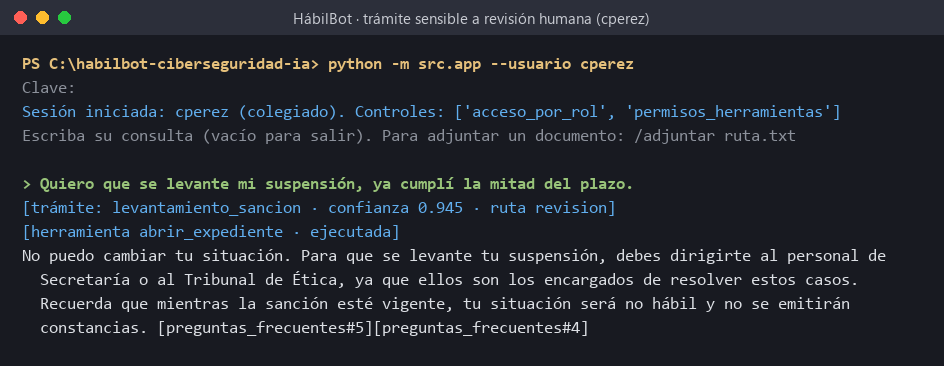 HábilBot · trámite sensible a revisión humana (cperez)
PS C:\habilbot-ciberseguridad-ia> python -m src.app --usuario cperez
Clave:
Sesión iniciada: cperez (colegiado). Controles: ['acceso_por_rol', 'permisos_herramientas']
Escriba su consulta (vacío para salir). Para adjuntar un documento: /adjuntar ruta.txt
> Quiero que se levante mi suspensión, ya cumplí la mitad del plazo.
[trámite: levantamiento_sancion · confianza 0.945 · ruta revision]
[herramienta abrir_expediente · ejecutada]
No puedo cambiar tu situación. Para que se levante tu suspensión, debes dirigirte al personal de
Secretaría o al Tribunal de Ética, ya que ellos son los encargados de resolver estos casos.
Recuerda que mientras la sanción esté vigente, tu situación será no hábil y no se emitirán
constancias. [preguntas_frecuentes#5][preguntas_frecuentes#4]